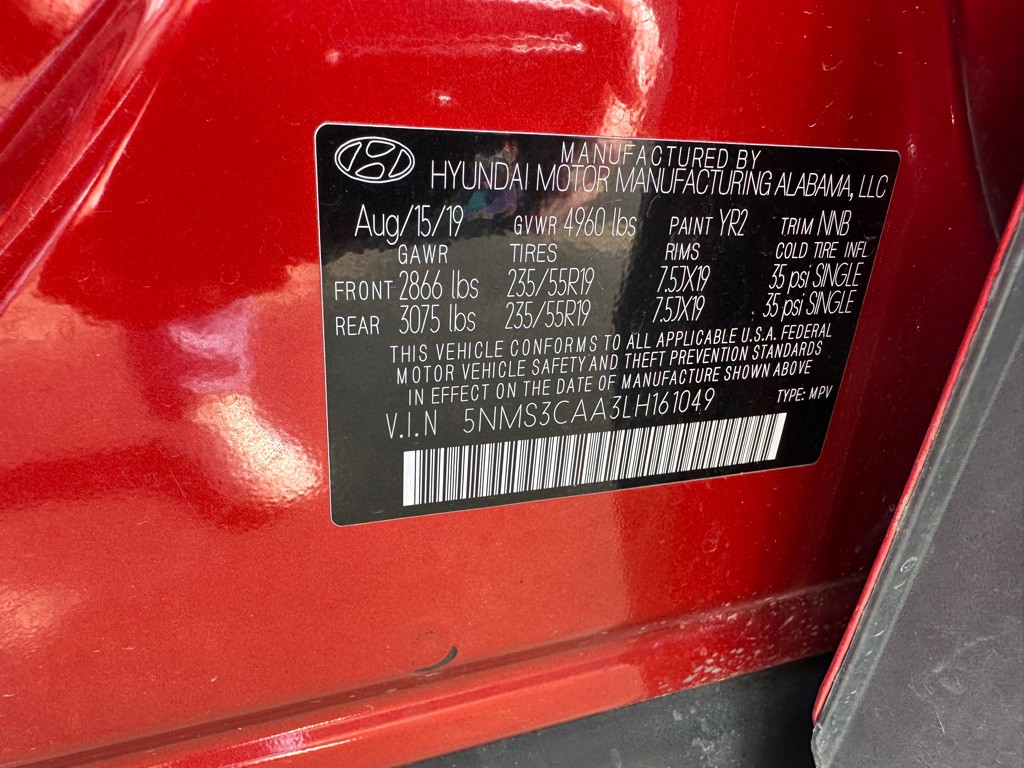 MANUFACTURED BY
HYUNDAI MOTOR MANUFACTURING ALABAMA, LLC
Aug/15/19 GVWR 4960 lbs PAINT YR2 TRIM NNB
GAWR TIRES RIMS COLD TIRE INFL
FRONT 2866 lbs 235/55R19 7.5JX19 35 psi SINGLE
REAR 3075 lbs 235/55R19 7.5JX19 35 psi SINGLE
THIS VEHICLE CONFORMS TO ALL APPLICABLE U.S.A. FEDERAL
MOTOR VEHICLE SAFETY AND THEFT PREVENTION STANDARDS
IN EFFECT ON THE DATE OF MANUFACTURE SHOWN ABOVE
V.I.N 5NMS3CAA3LH161049 TYPE: MPV